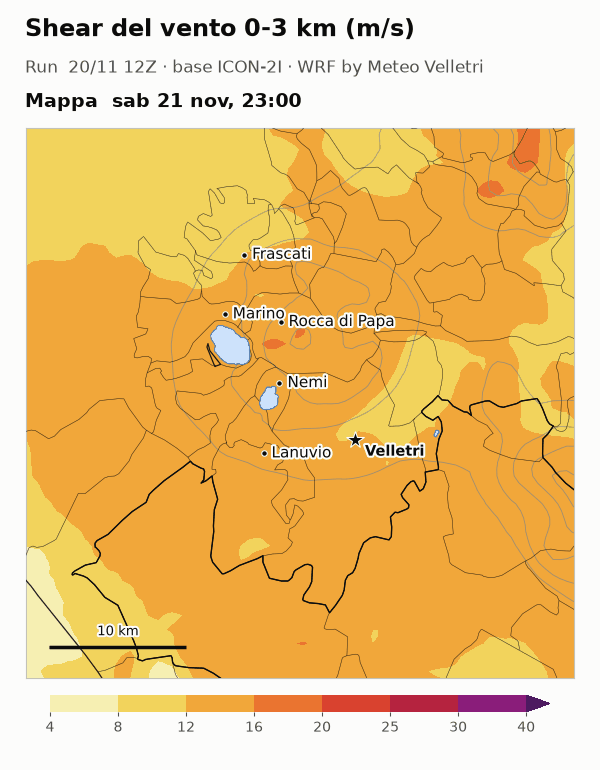 Shear del vento 0-3 km (m/s)
Run  20/11 12Z · base ICON-2I · WRF by Meteo Velletri
Mappa  sab 21 nov, 23:00
Frascati
Marino
Rocca di Papa
Nemi
Velletri
Lanuvio
10 km
4 8 12 16 20 25 30 40